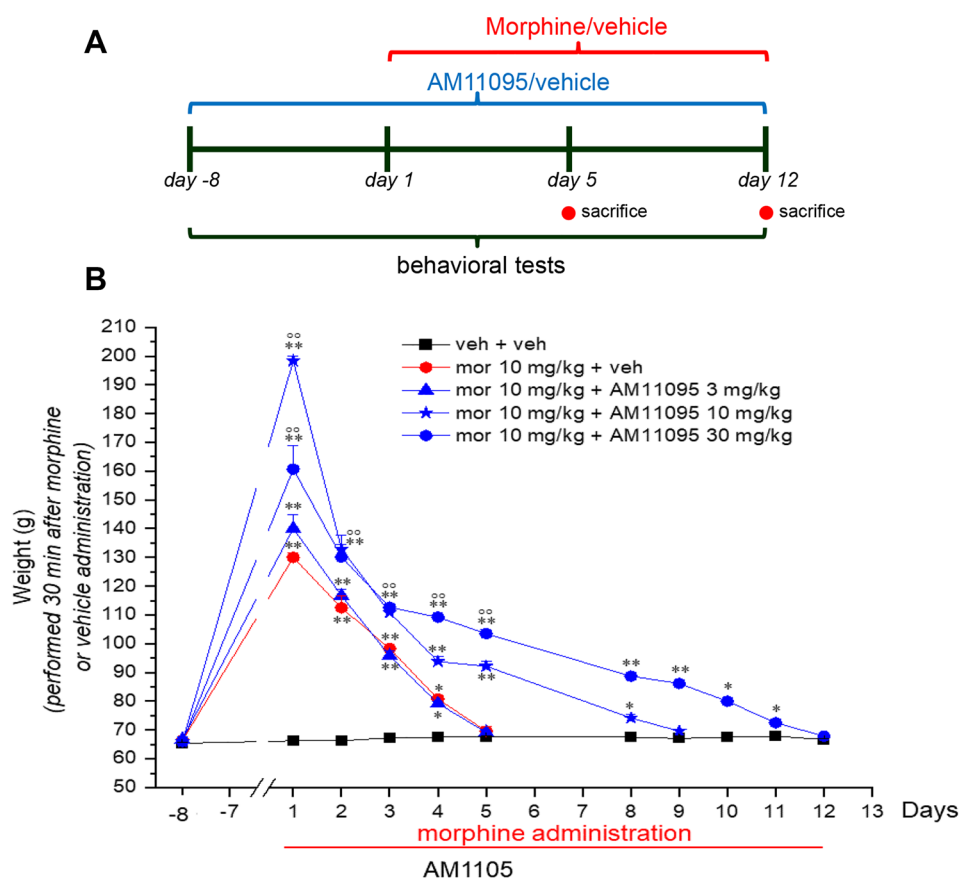 A
Morphine/vehicle
AM11095/vehicle
day -8
day 1
day 5
day 12
sacrifice
sacrifice
behavioral tests
B
Weight (g)
(performed 30 min after morphine
or vehicle administration)
210
200
190
180
170
160
150
140
130
120
110
100
90
80
70
60
50
veh + veh
mor 10 mg/kg + veh
mor 10 mg/kg + AM11095 3 mg/kg
mor 10 mg/kg + AM11095 10 mg/kg
mor 10 mg/kg + AM11095 30 mg/kg
°°
**
°°
**
**
**
°°
**
**
**
°°
**
**
**
°°
**
**
*
*
°°
**
**
**
*
**
*
*
-8 -7 // 1 2 3 4 5 6 7 8 9 10 11 12 13 Days
morphine administration
AM1105